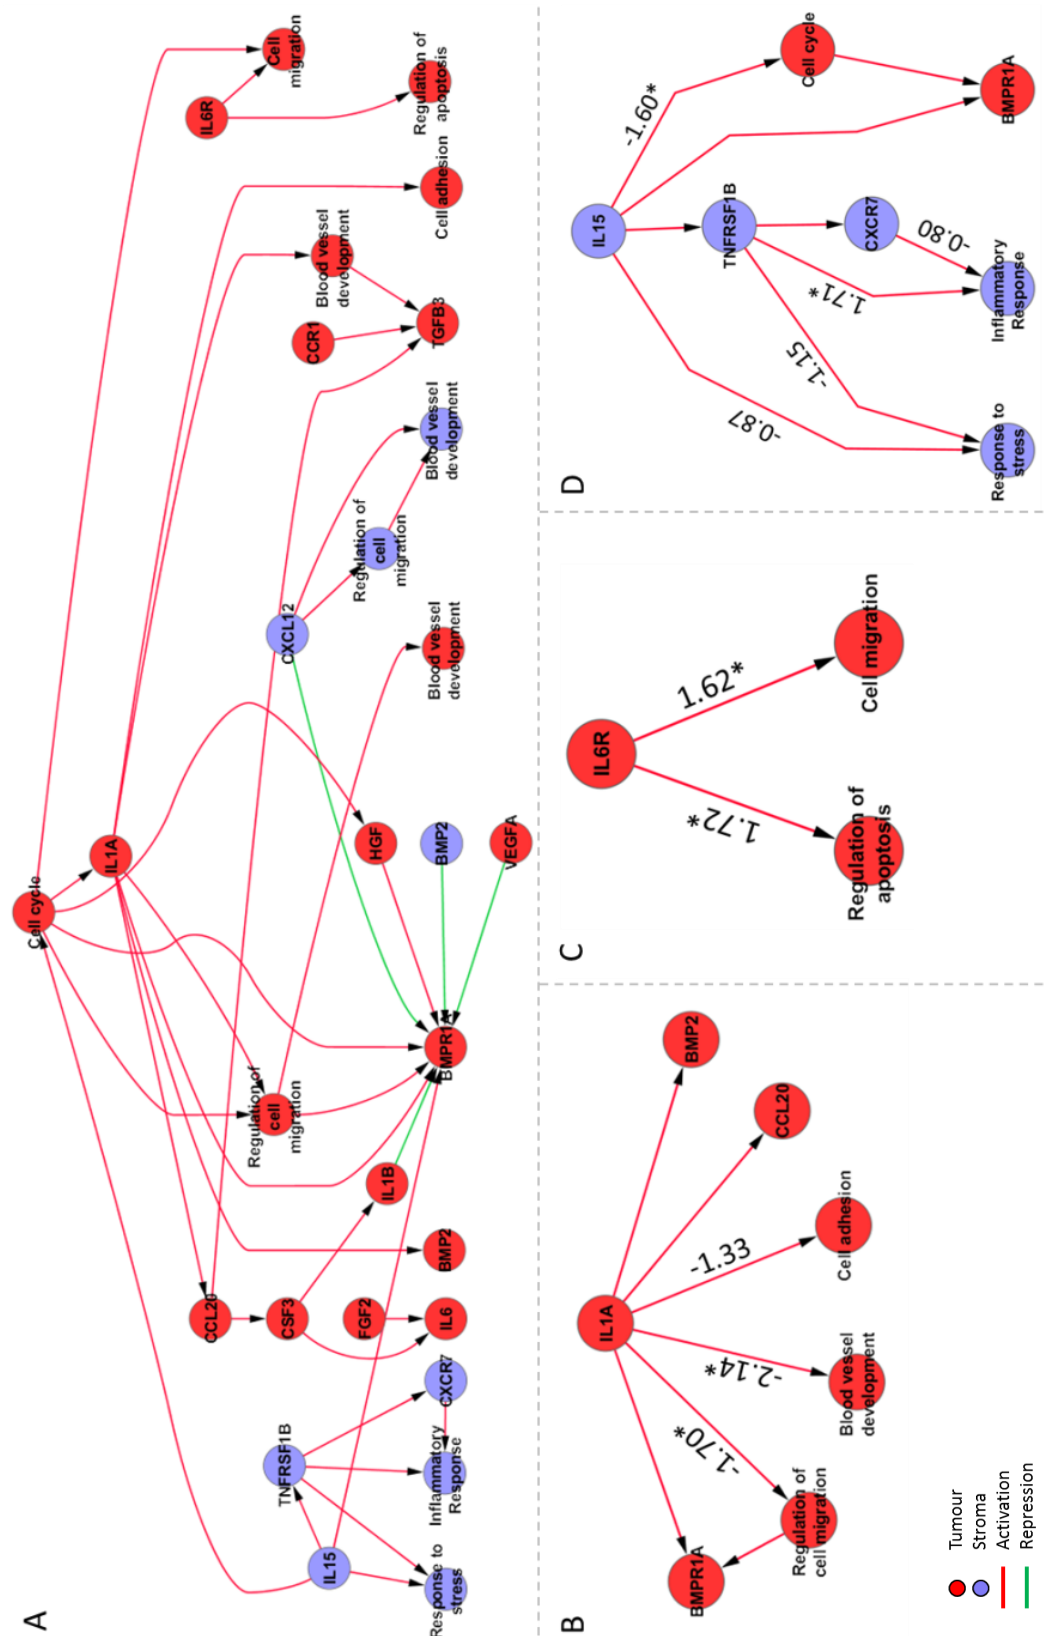 A
Cell cycle
IL1A
IL6R
Cell
migration
Regulation of
apoptosis
Cell adhesion
Blood vessel
development
CCR1
TGFB3
CXCL12
Regulation of
cell
migration
Blood vessel
development
Blood vessel
development
HGF
BMP2
VEGFA
BMPR1A
Regulation of
cell
migration
IL1B
BMP2
CCL20
CSF3
FGF2
IL6
TNFRSF1B
CXCR7
IL15
Inflammatory
Response
Response to
stress
B
IL1A
BMPR1A
Regulation of
cell migration
Blood vessel
development
Cell adhesion
CCL20
BMP2
-1.70*
-2.14*
-1.33
Tumour
Stroma
Activation
Repression
C
IL6R
1.72*
1.62*
Regulation of
apoptosis
Cell migration
D
IL15
-1.60*
Cell cycle
BMPR1A
TNFRSF1B
CXCR7
-0.80
1.71*
-1.15
-0.87
Inflammatory
Response
Response to
stress